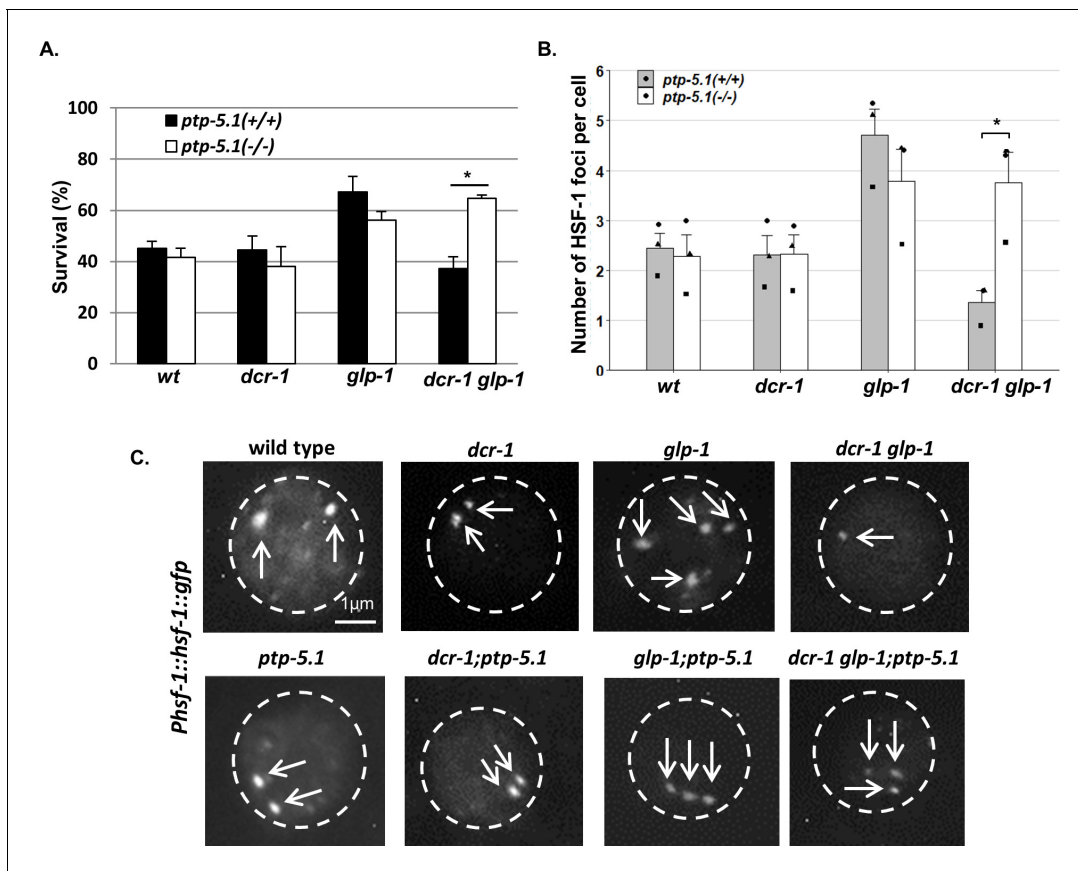 A.
100
80
60
40
20
0
Survival (%)
ptp-5.1(+/+)
ptp-5.1(-/-)
*
wt dcr-1 glp-1 dcr-1 glp-1
B.
6
5
4
3
2
1
0
Number of HSF-1 foci per cell
ptp-5.1(+/+)
ptp-5.1(-/-)
*
wt dcr-1 glp-1 dcr-1 glp-1
C.
wild type dcr-1 glp-1 dcr-1 glp-1
1µm
Phsf-1::hsf-1::gfp
ptp-5.1 dcr-1;ptp-5.1 glp-1;ptp-5.1 dcr-1 glp-1;ptp-5.1